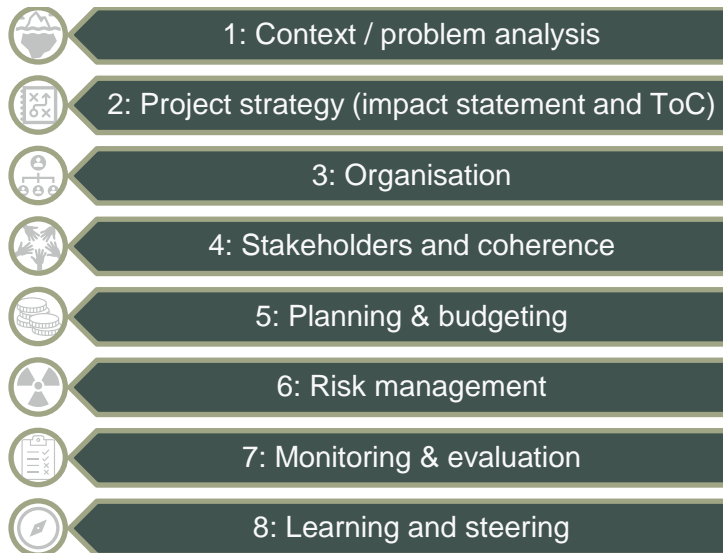 1: Context / problem analysis
2: Project strategy (impact statement and ToC)
3: Organisation
4: Stakeholders and coherence
5: Planning & budgeting
6: Risk management
7: Monitoring & evaluation
8: Learning and steering